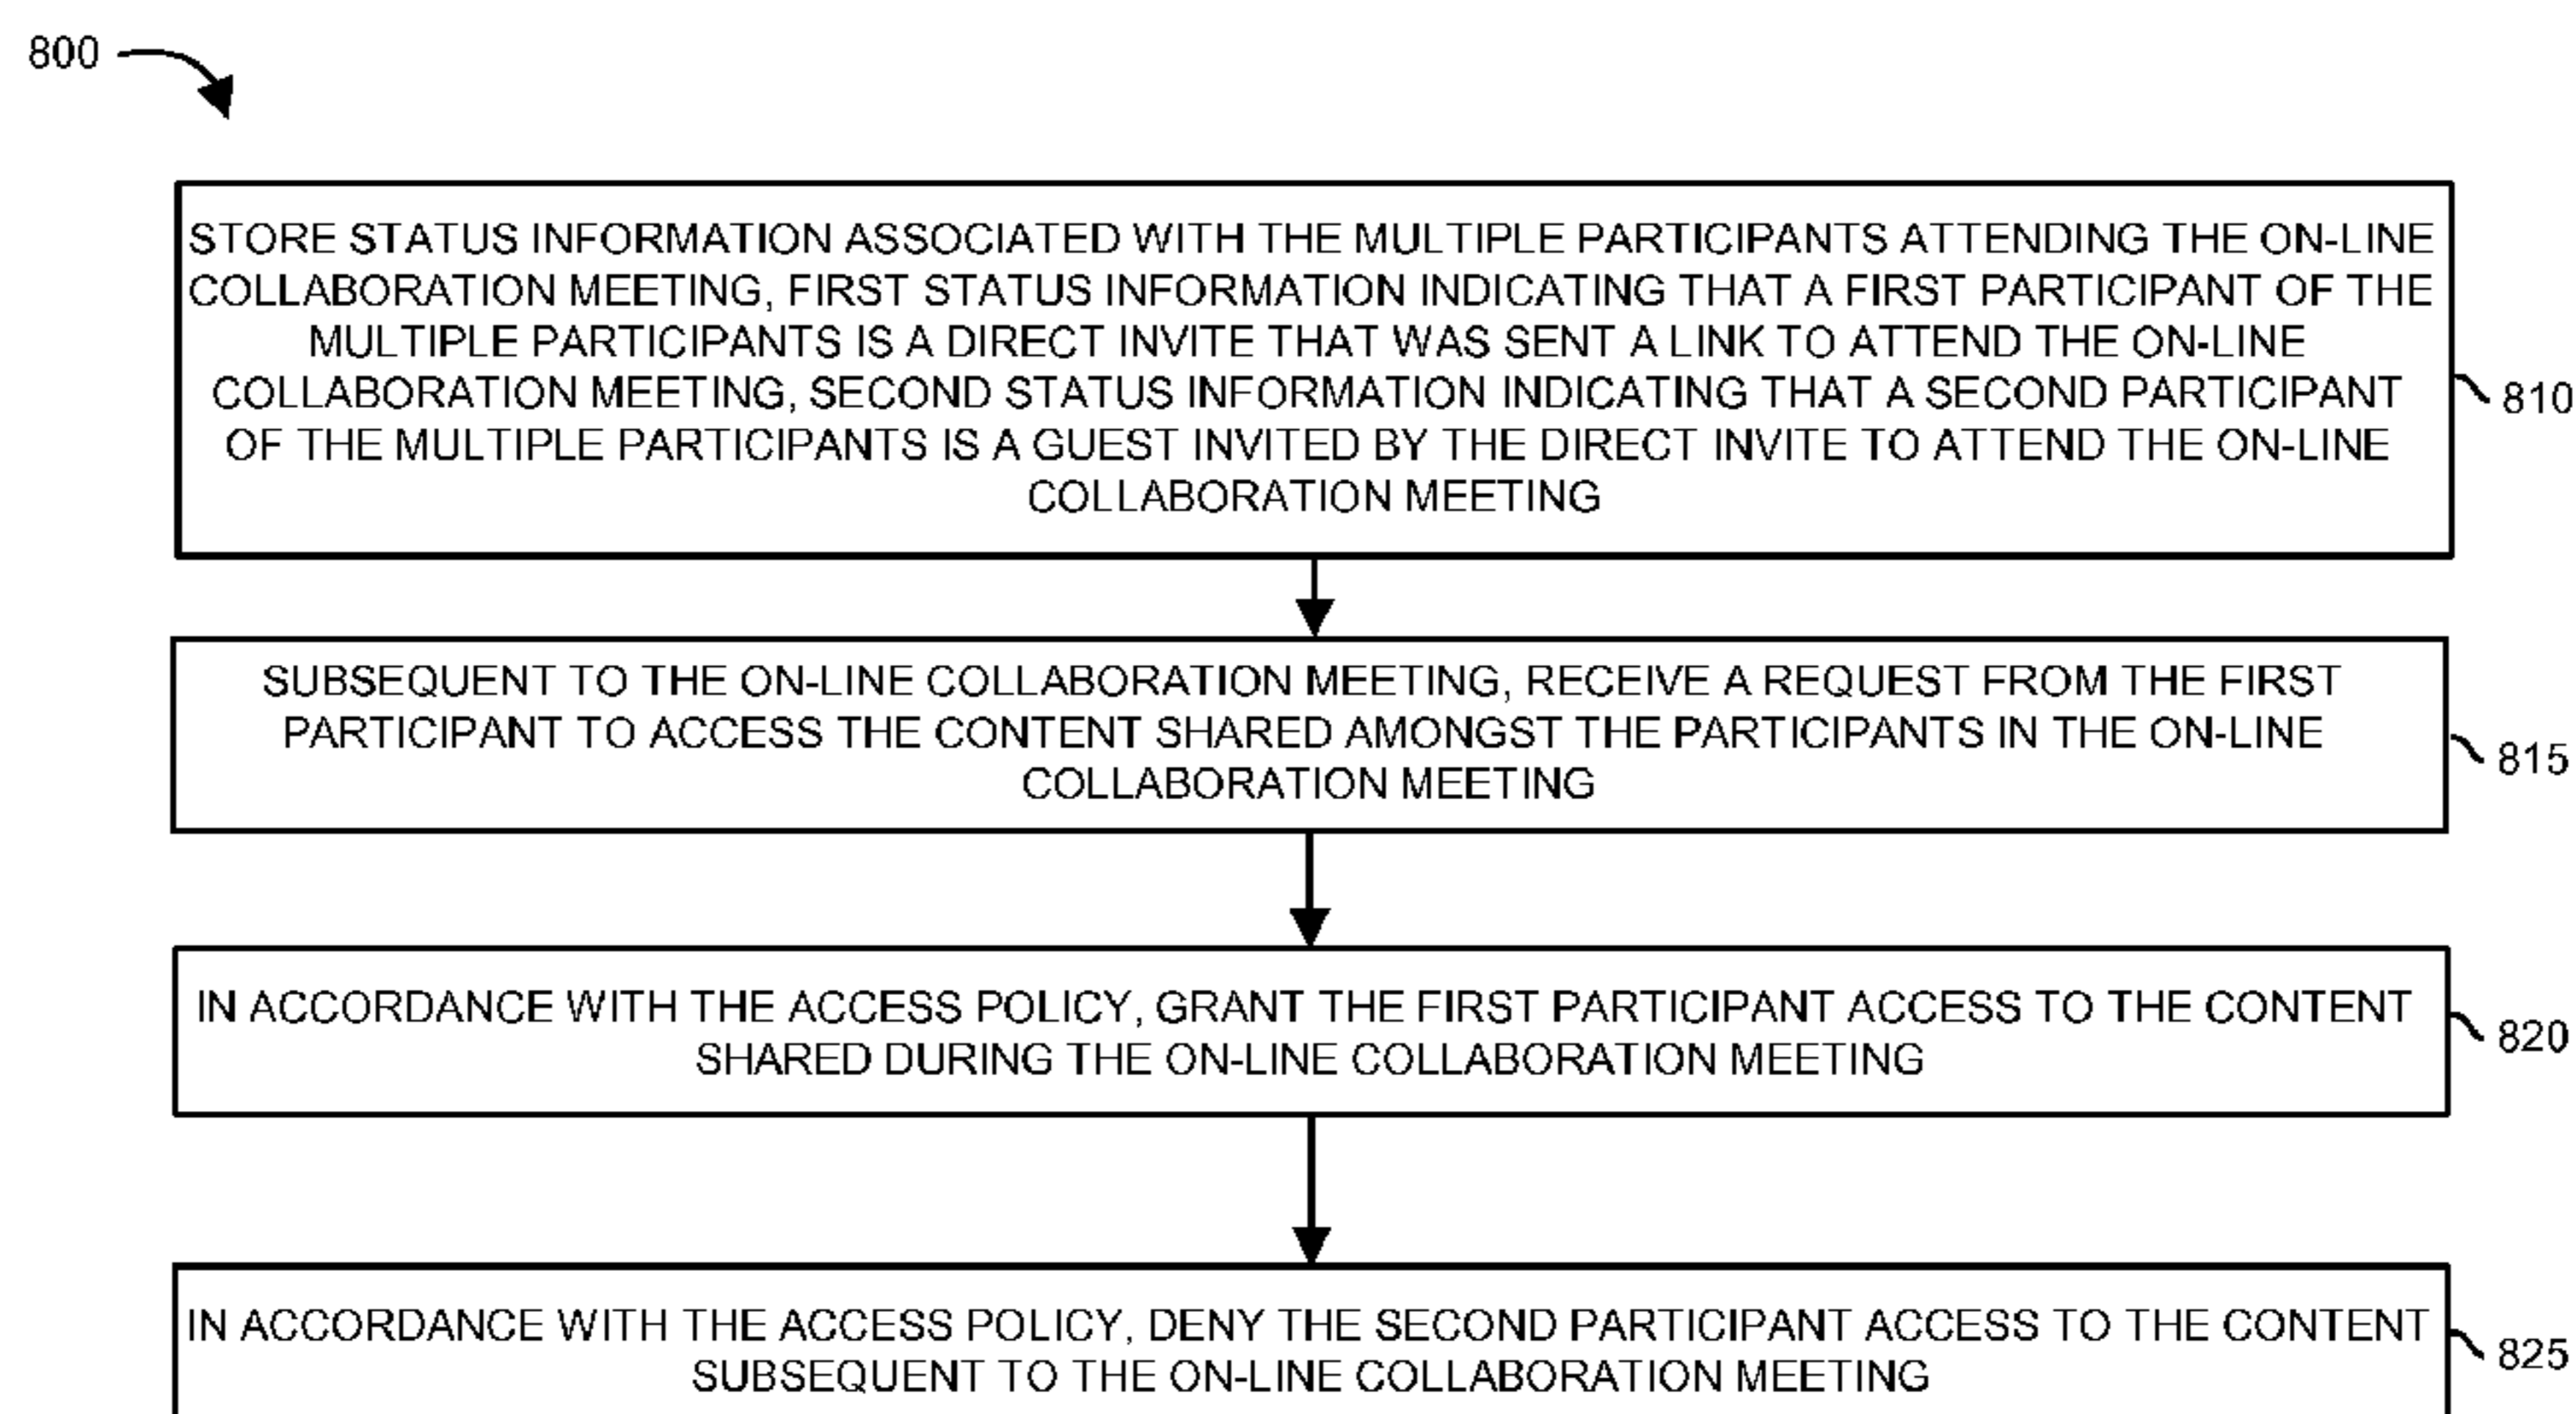 800
STORE STATUS INFORMATION ASSOCIATED WITH THE MULTIPLE PARTICIPANTS ATTENDING THE ON-LINE
COLLABORATION MEETING, FIRST STATUS INFORMATION INDICATING THAT A FIRST PARTICIPANT OF THE
MULTIPLE PARTICIPANTS IS A DIRECT INVITE THAT WAS SENT A LINK TO ATTEND THE ON-LINE
COLLABORATION MEETING, SECOND STATUS INFORMATION INDICATING THAT A SECOND PARTICIPANT
OF THE MULTIPLE PARTICIPANTS IS A GUEST INVITED BY THE DIRECT INVITE TO ATTEND THE ON-LINE
COLLABORATION MEETING
810
SUBSEQUENT TO THE ON-LINE COLLABORATION MEETING, RECEIVE A REQUEST FROM THE FIRST
PARTICIPANT TO ACCESS THE CONTENT SHARED AMONGST THE PARTICIPANTS IN THE ON-LINE
COLLABORATION MEETING
815
IN ACCORDANCE WITH THE ACCESS POLICY, GRANT THE FIRST PARTICIPANT ACCESS TO THE CONTENT
SHARED DURING THE ON-LINE COLLABORATION MEETING
820
IN ACCORDANCE WITH THE ACCESS POLICY, DENY THE SECOND PARTICIPANT ACCESS TO THE CONTENT
SUBSEQUENT TO THE ON-LINE COLLABORATION MEETING
825